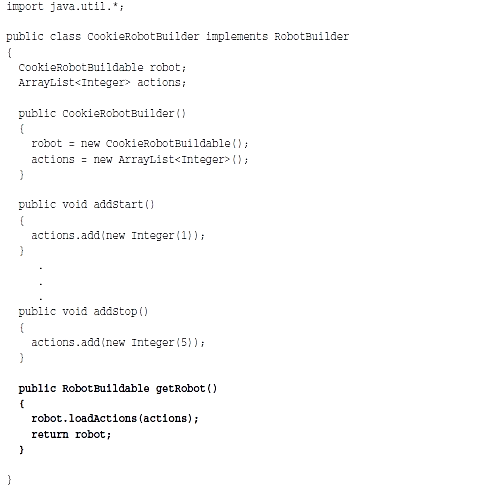 import java.util.*;
public class CookieRobotBuilder implements RobotBuilder
{
CookieRobotBuildable robot;
ArrayList<Integer> actions;
public CookieRobotBuilder()
{
robot = new CookieRobotBuildable();
actions = new ArrayList<Integer>();
}
public void addStart()
{
actions.add(new Integer(1));
}
.
.
.
public void addStop()
{
actions.add(new Integer(5));
}
public RobotBuildable getRobot()
{
robot.loadActions(actions);
return robot;
}
}